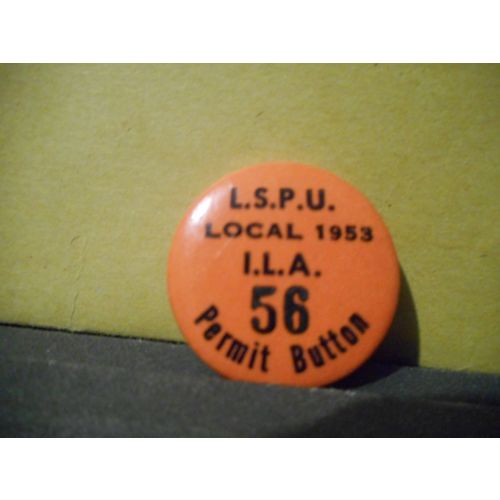 L.S.P.U.
LOCAL 1953
I.L.A.
56
Permit Button